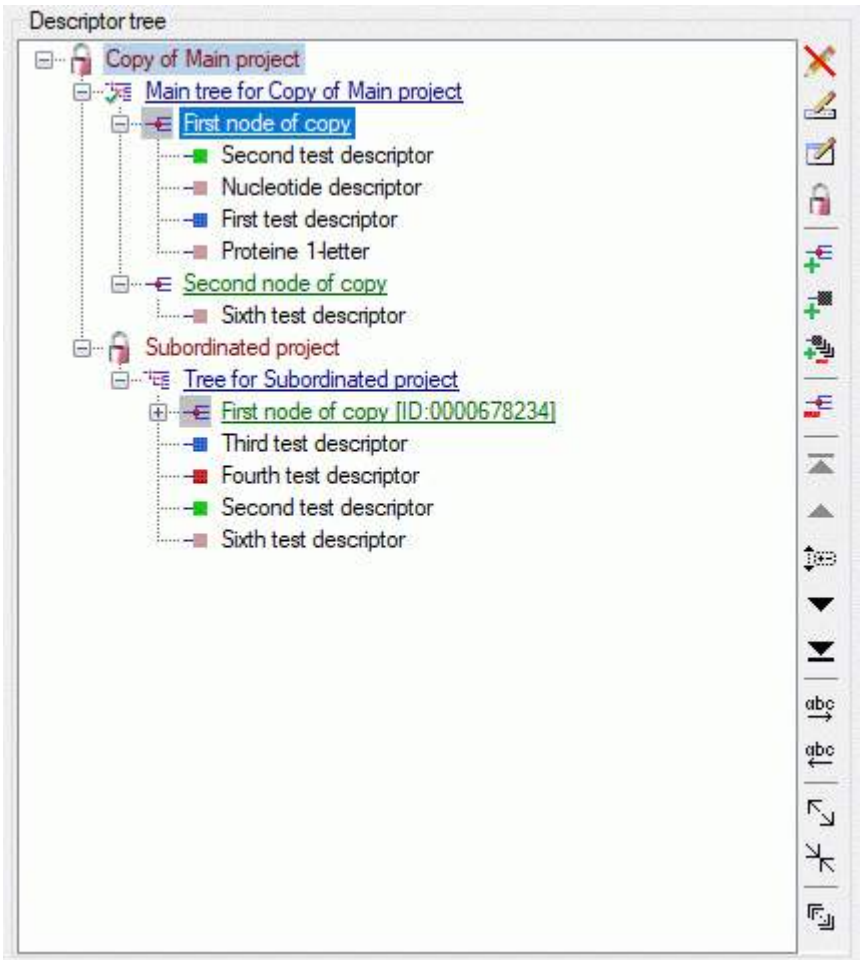 Descriptor tree
Copy of Main project
Main tree for Copy of Main project
First node of copy
Second test descriptor
Nucleotide descriptor
First test descriptor
Proteine 1-letter
Second node of copy
Sixth test descriptor
Subordinated project
Tree for Subordinated project
First node of copy [ID:0000678234]
Third test descriptor
Fourth test descriptor
Second test descriptor
Sixth test descriptor
abc
abc